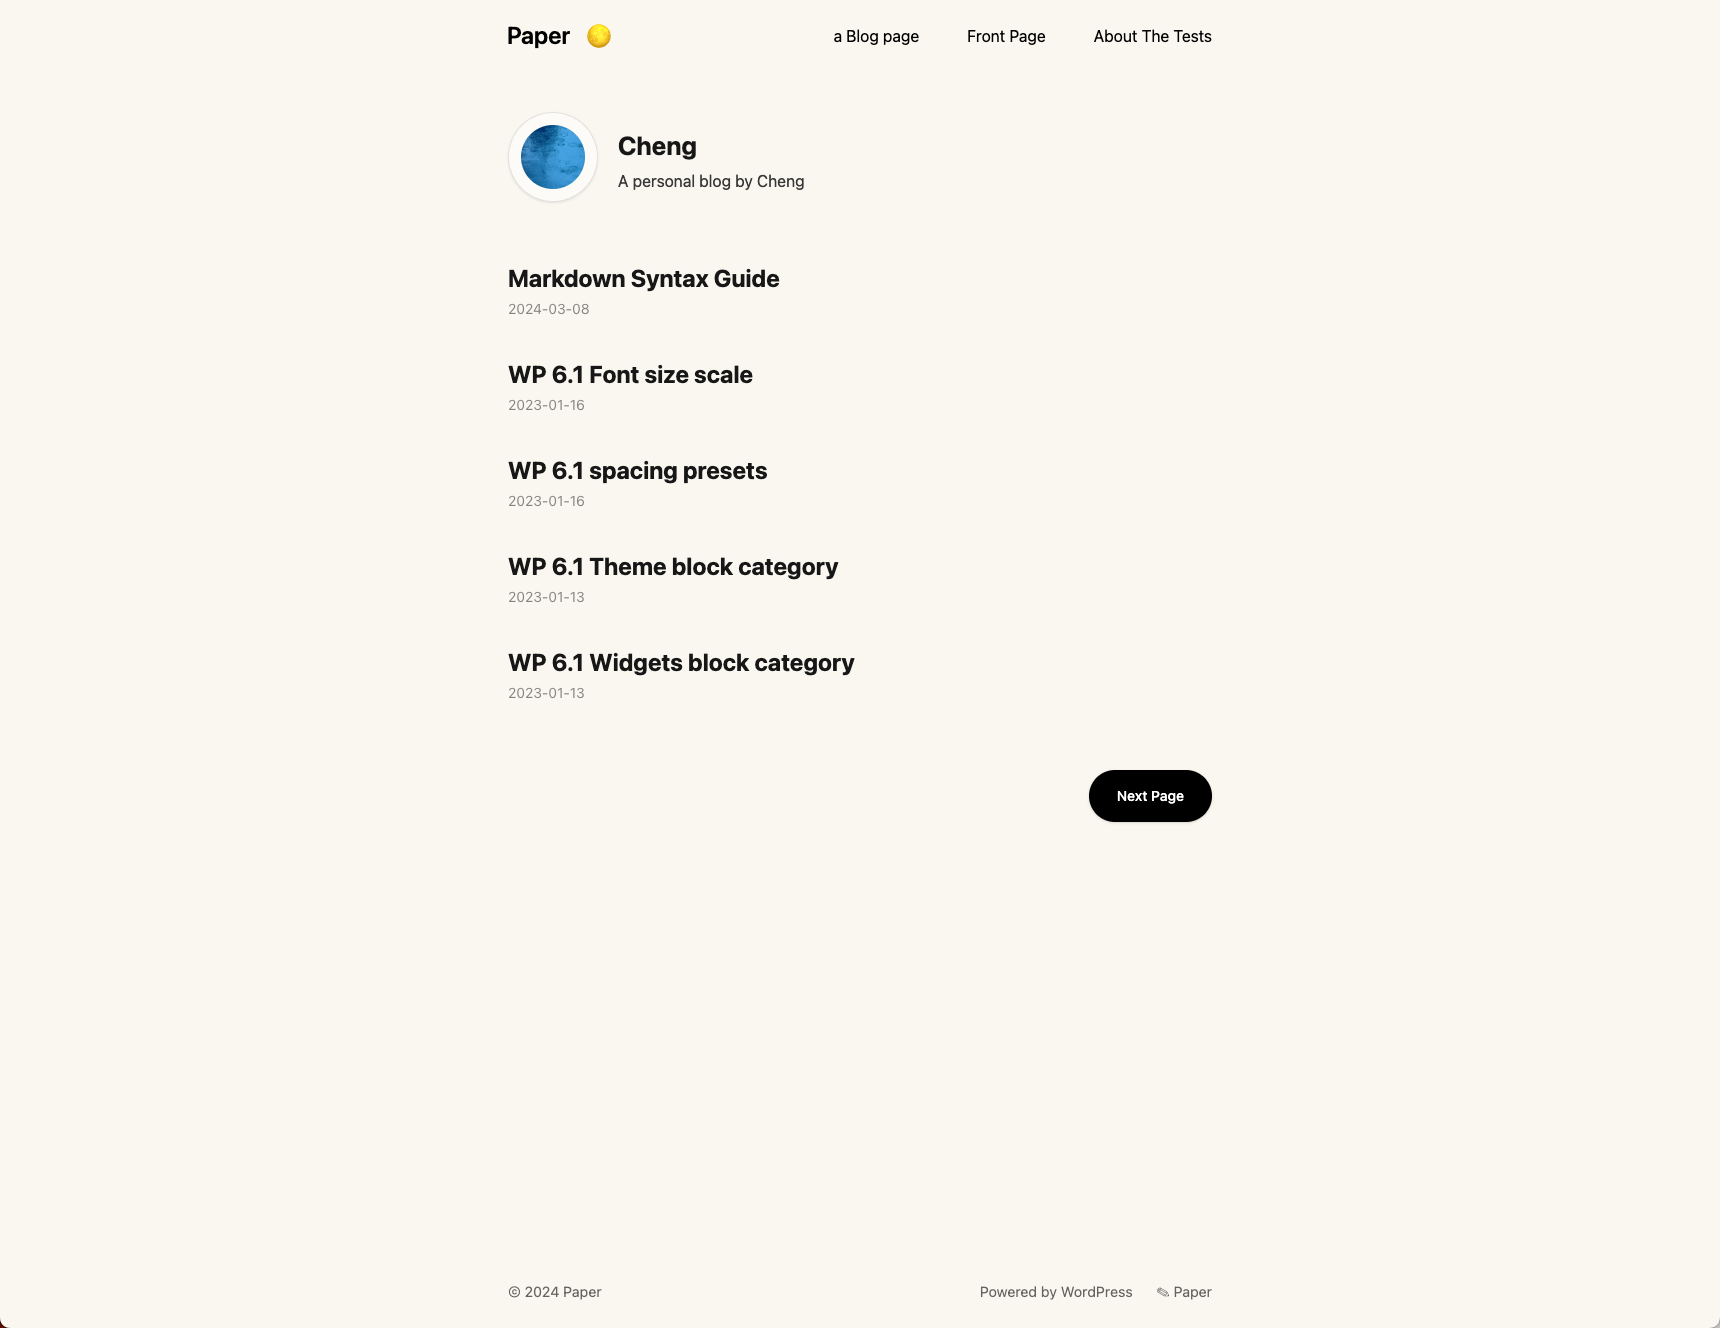 Paper
a Blog page
Front Page
About The Tests
Cheng
A personal blog by Cheng
Markdown Syntax Guide
2024-03-08
WP 6.1 Font size scale
2023-01-16
WP 6.1 spacing presets
2023-01-16
WP 6.1 Theme block category
2023-01-13
WP 6.1 Widgets block category
2023-01-13
Next Page
© 2024 Paper
Powered by WordPress
✎ Paper